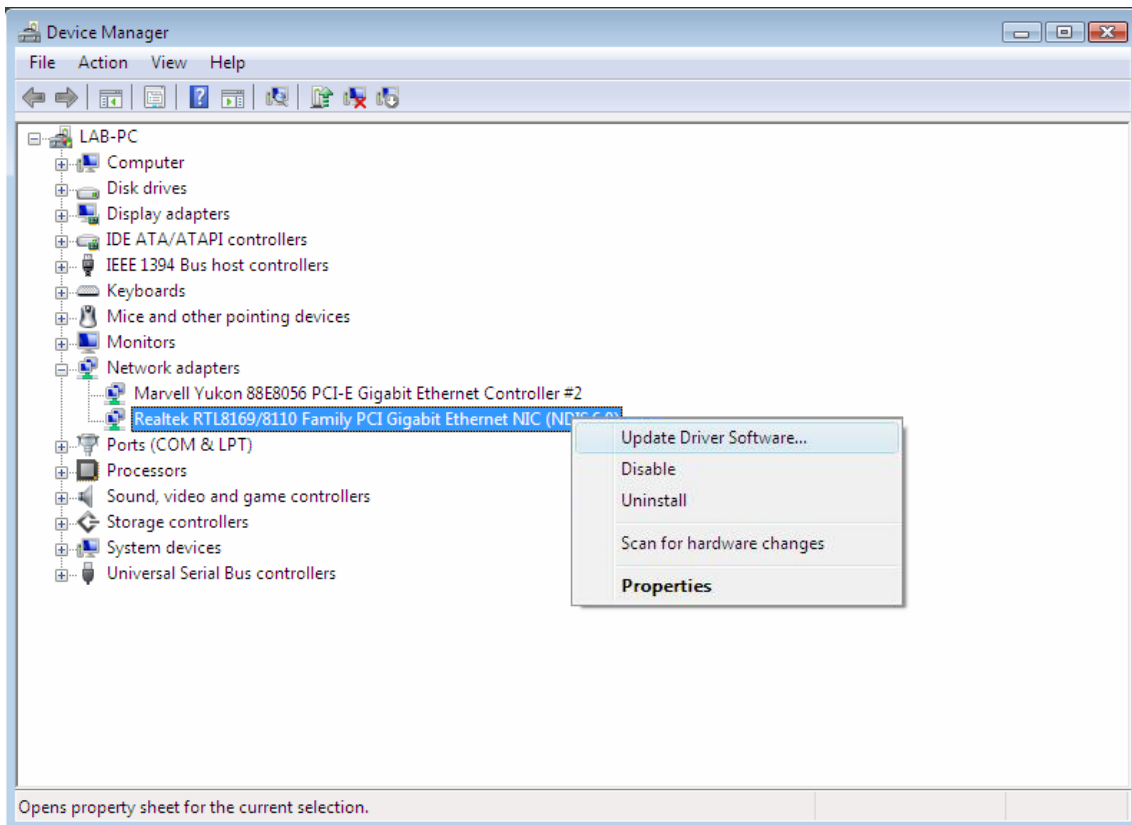 Device Manager
File Action View Help
LAB-PC
Computer
Disk drives
Display adapters
IDE ATA/ATAPI controllers
IEEE 1394 Bus host controllers
Keyboards
Mice and other pointing devices
Monitors
Network adapters
Marvell Yukon 88E8056 PCI-E Gigabit Ethernet Controller #2
Realtek RTL8169/8110 Family PCI Gigabit Ethernet NIC (NDIS 6.0)
Ports (COM & LPT)
Processors
Sound, video and game controllers
Storage controllers
System devices
Universal Serial Bus controllers
Update Driver Software...
Disable
Uninstall
Scan for hardware changes
Properties
Opens property sheet for the current selection.